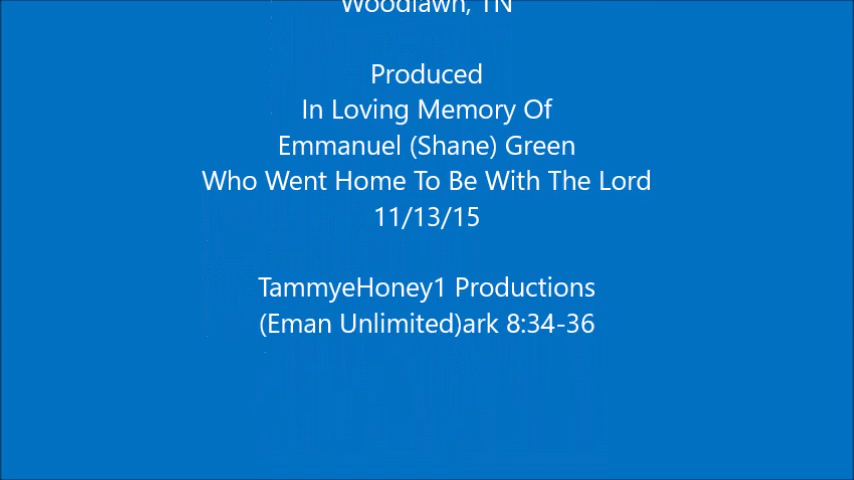 Woodlawn, TN
Produced
In Loving Memory Of
Emmanuel (Shane) Green
Who Went Home To Be With The Lord
11/13/15
TammyeHoney1 Productions
(Eman Unlimited)ark 8:34-36